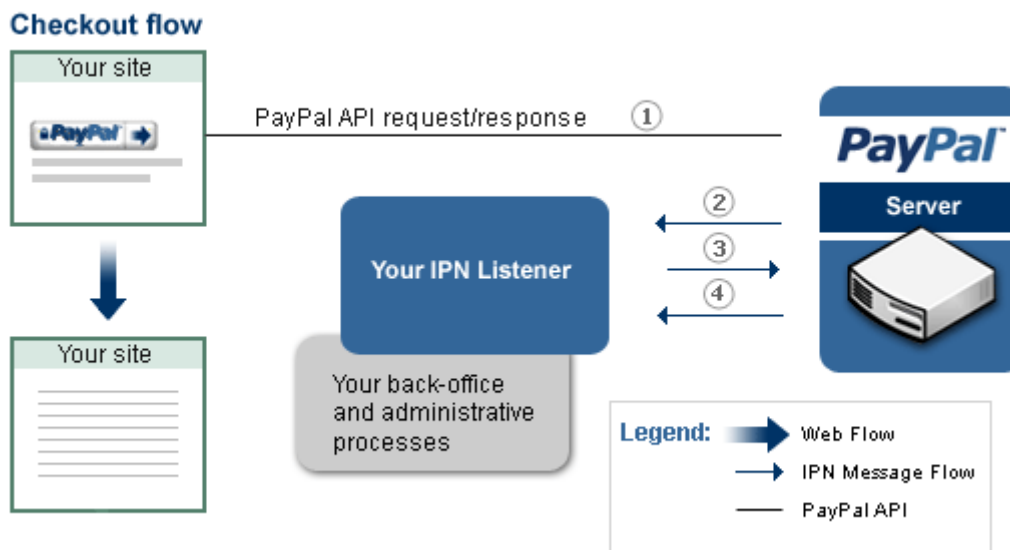 Checkout flow
Your site
PayPal
PayPal API request/response
1
PayPal
Server
2
3
4
Your IPN Listener
Your back-office
and administrative
processes
Your site
Legend:
Web Flow
IPN Message Flow
PayPal API